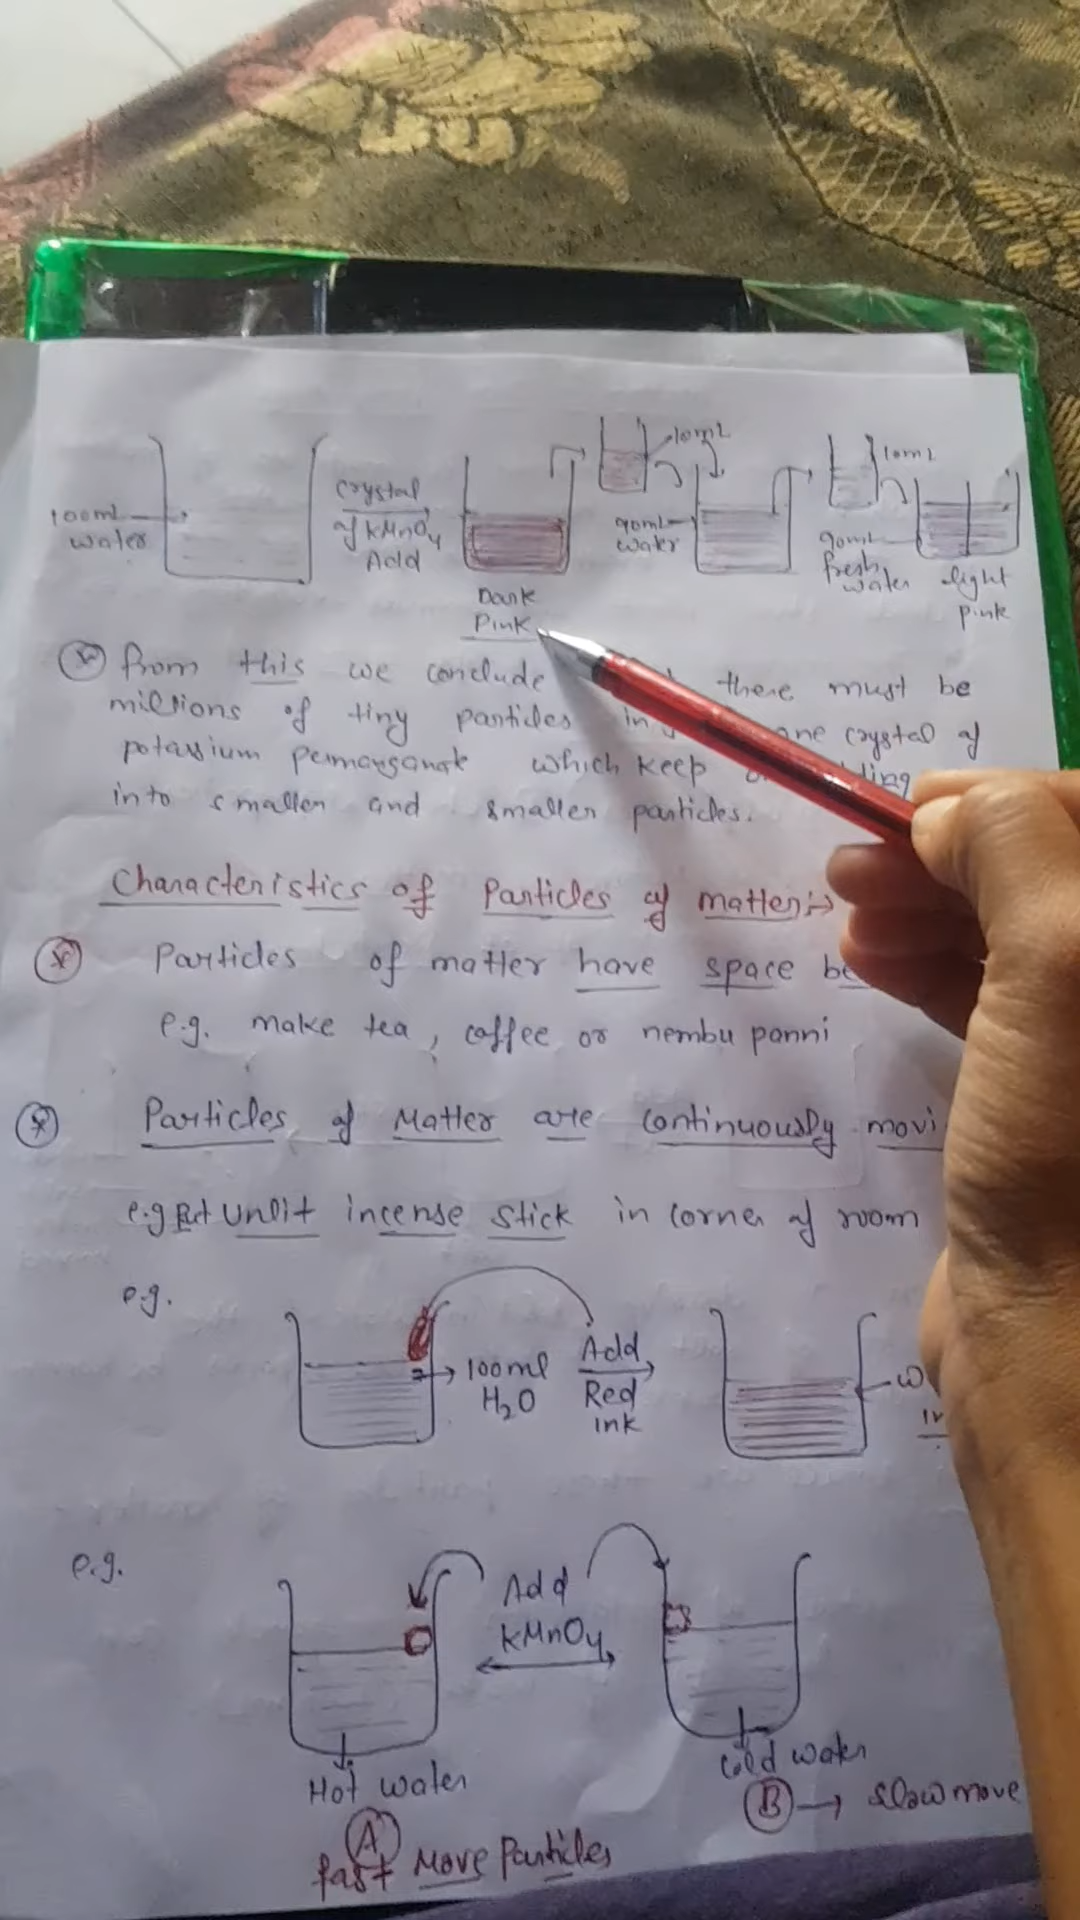 100ml
water
crystal
of KMnO4
Add
Dark
Pink
10mL
90mL
water
10ml
90ml
fresh
water
light
pink
from this we conclude there must be
millions of tiny particles in one crystal of
potassium permanganate which keep
into smaller and smaller particles.
Characteristics of Particles of matter:→
Particles of matter have space be
e.g. make tea, coffee or nembu panni
Particles of Matter are continuously movi
e.g Put Unlit incense stick in corner of room
e.g.
→ 100ml
H2O
Add
Red
ink
e.g.
Add
KMnO4
Hot water
(A)
fast move Particles
Cold water
(B) → slow move